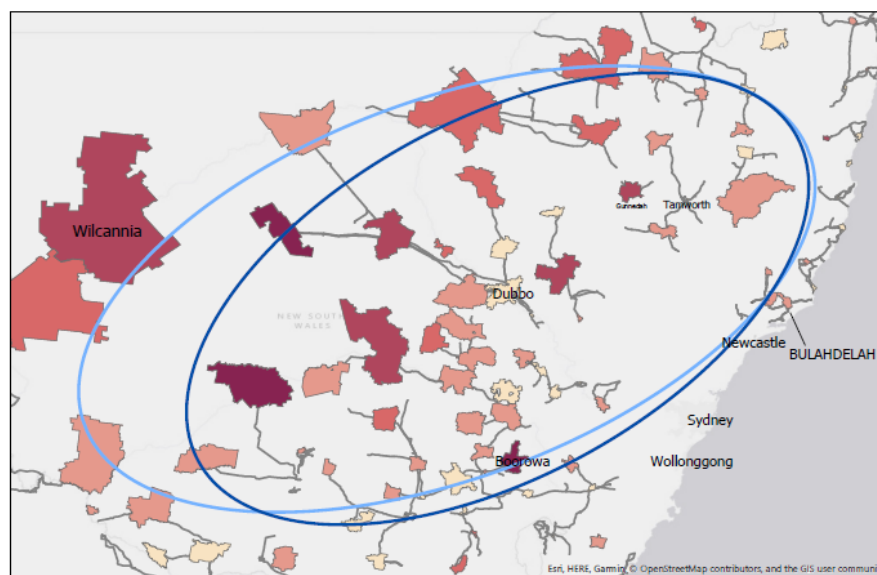 Wilcannia
Gunnedah
Tamworth
Dubbo
NEW SOUTH
WALES
Newcastle
BULAHDELAH
Sydney
Boorowa
Wollonggong
Esri, HERE, Garmin, © OpenStreetMap contributors, and the GIS user communi